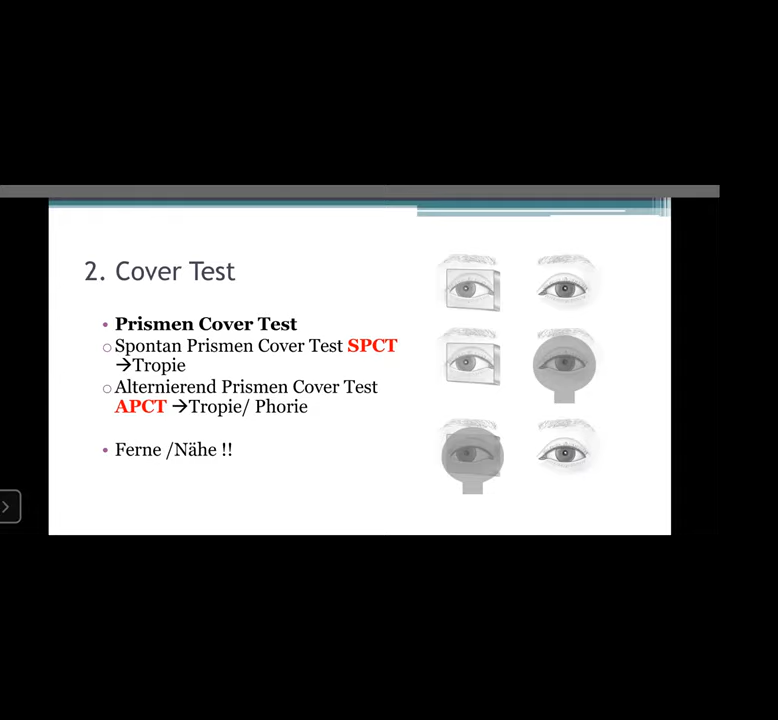 2. Cover Test
• Prismen Cover Test
○ Spontan Prismen Cover Test SPCT
→Tropie
○ Alternierend Prismen Cover Test
APCT →Tropie/ Phorie
• Ferne /Nähe !!